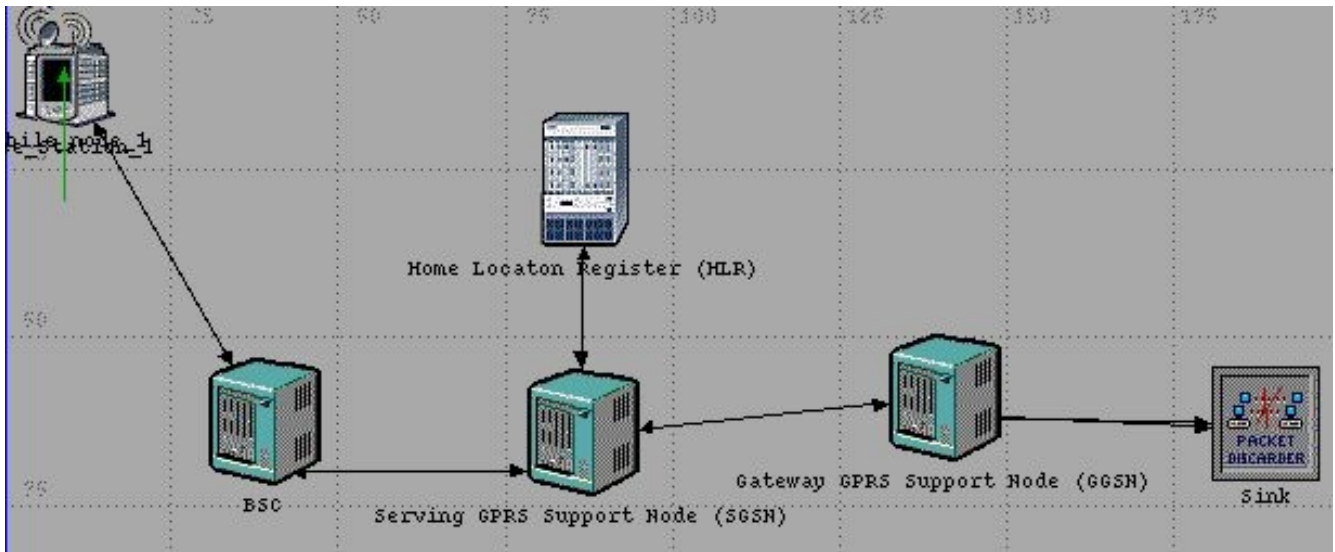 25 50 75 100 125 150 175
Home Locaton Register (HLR)
50
PACKET
DISCARDER
75
Gateway GPRS Support Node (GGSN)
Sink
BSC
Serving GPRS Support Node (SGSN)